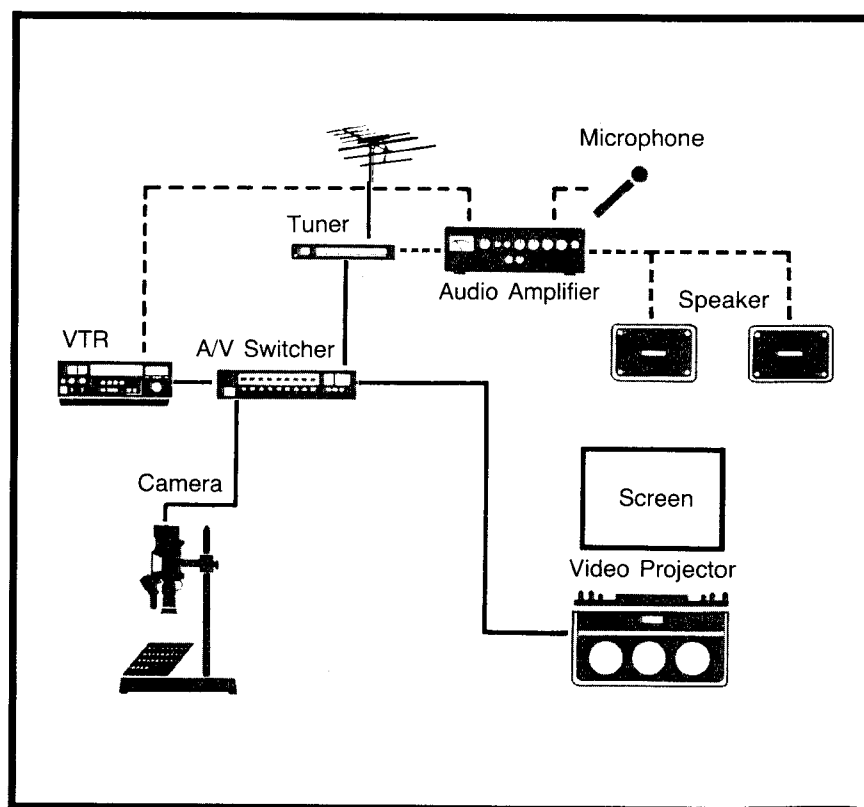 Microphone
Tuner
Audio Amplifier
Speaker
VTR
A/V Switcher
Camera
Screen
Video Projector